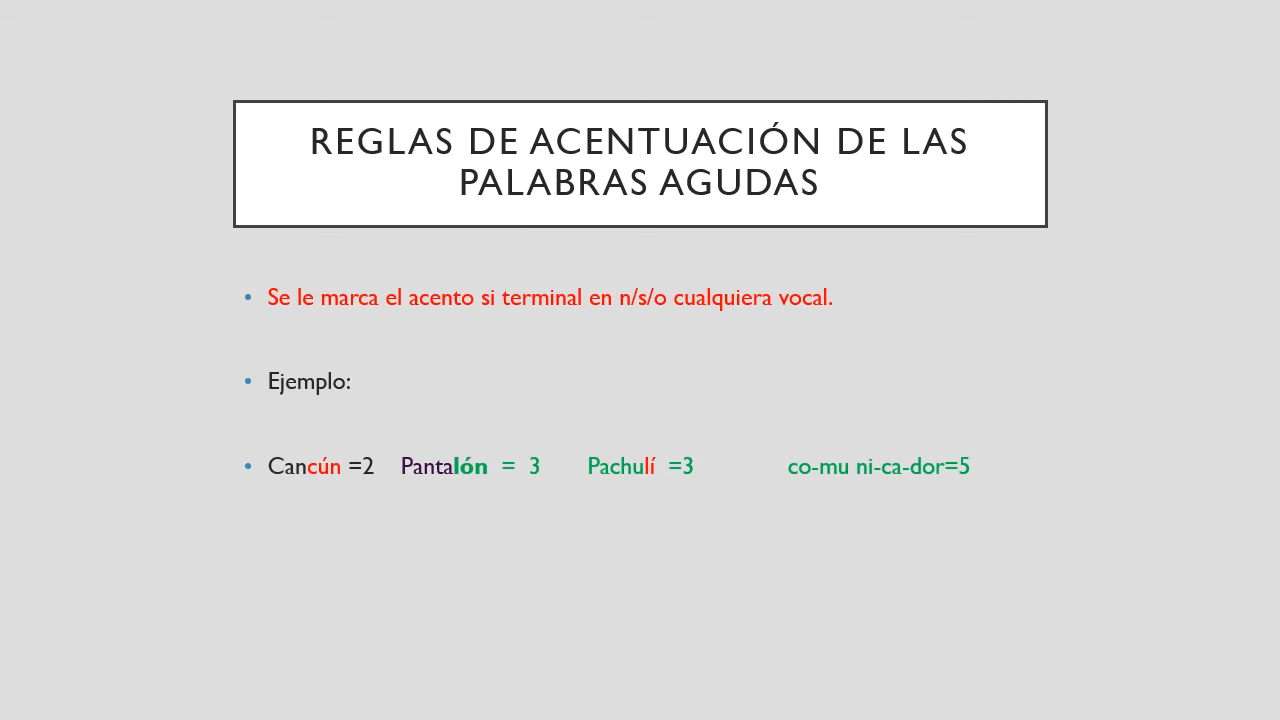 REGLAS DE ACENTUACIÓN DE LAS
PALABRAS AGUDAS
• Se le marca el acento si terminal en n/s/o cualquiera vocal.
• Ejemplo:
• Cancún =2 Pantalón = 3 Pachulí =3 co-mu ni-ca-dor=5